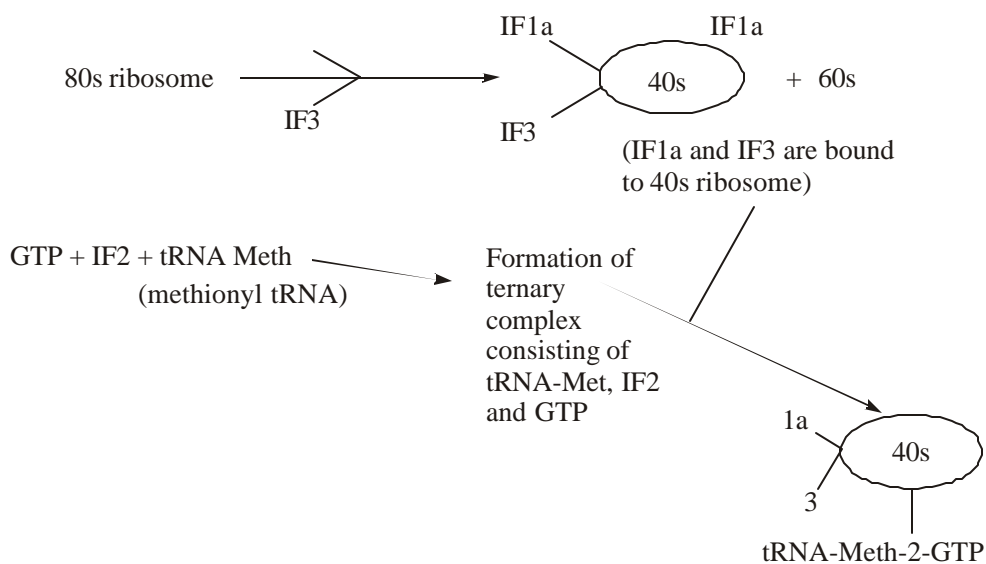 IF1a
IF1a
80s ribosome
40s
+ 60s
IF3
IF3
(IF1a and IF3 are bound
to 40s ribosome)
GTP + IF2 + tRNA Meth
(methionyl tRNA)
Formation of
ternary
complex
consisting of
tRNA-Met, IF2
and GTP
1a
40s
3
tRNA-Meth-2-GTP